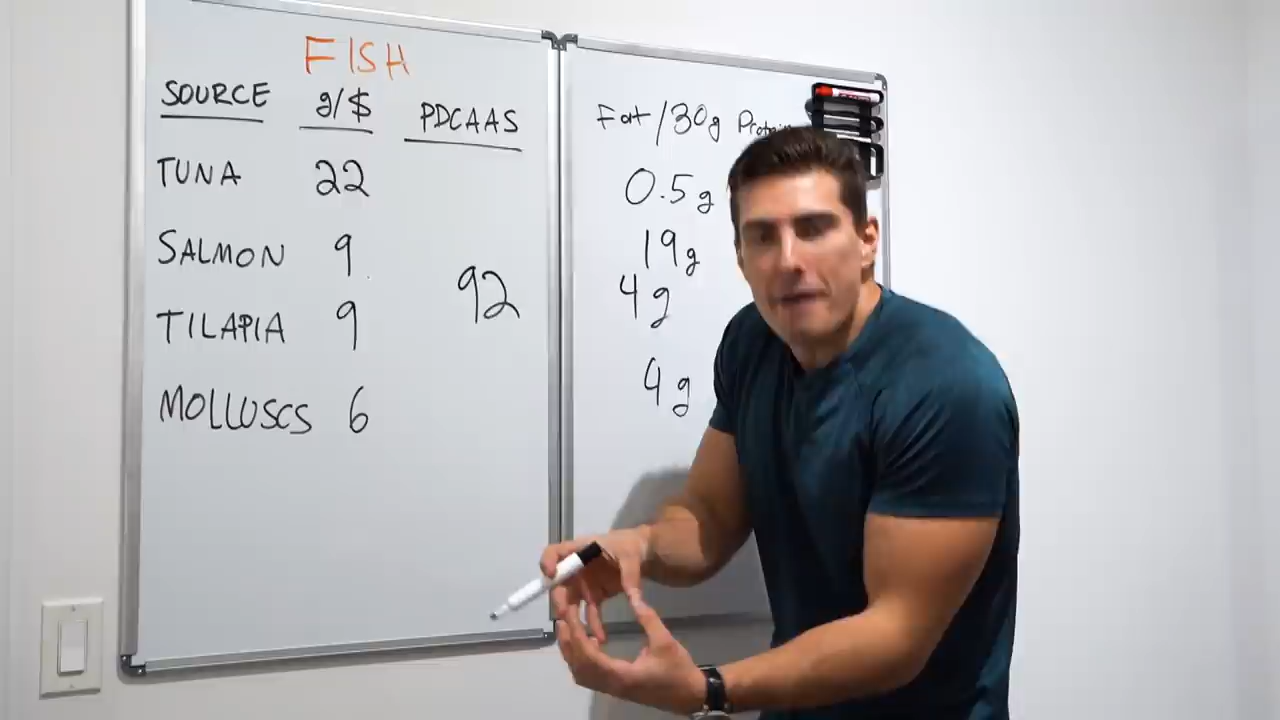 FISH
SOURCE g/$ PDCAAS Fat/30g Protein
TUNA 22 0.5g
SALMON 9 19g
TILAPIA 9 92 4g
MOLLUSCS 6 4g